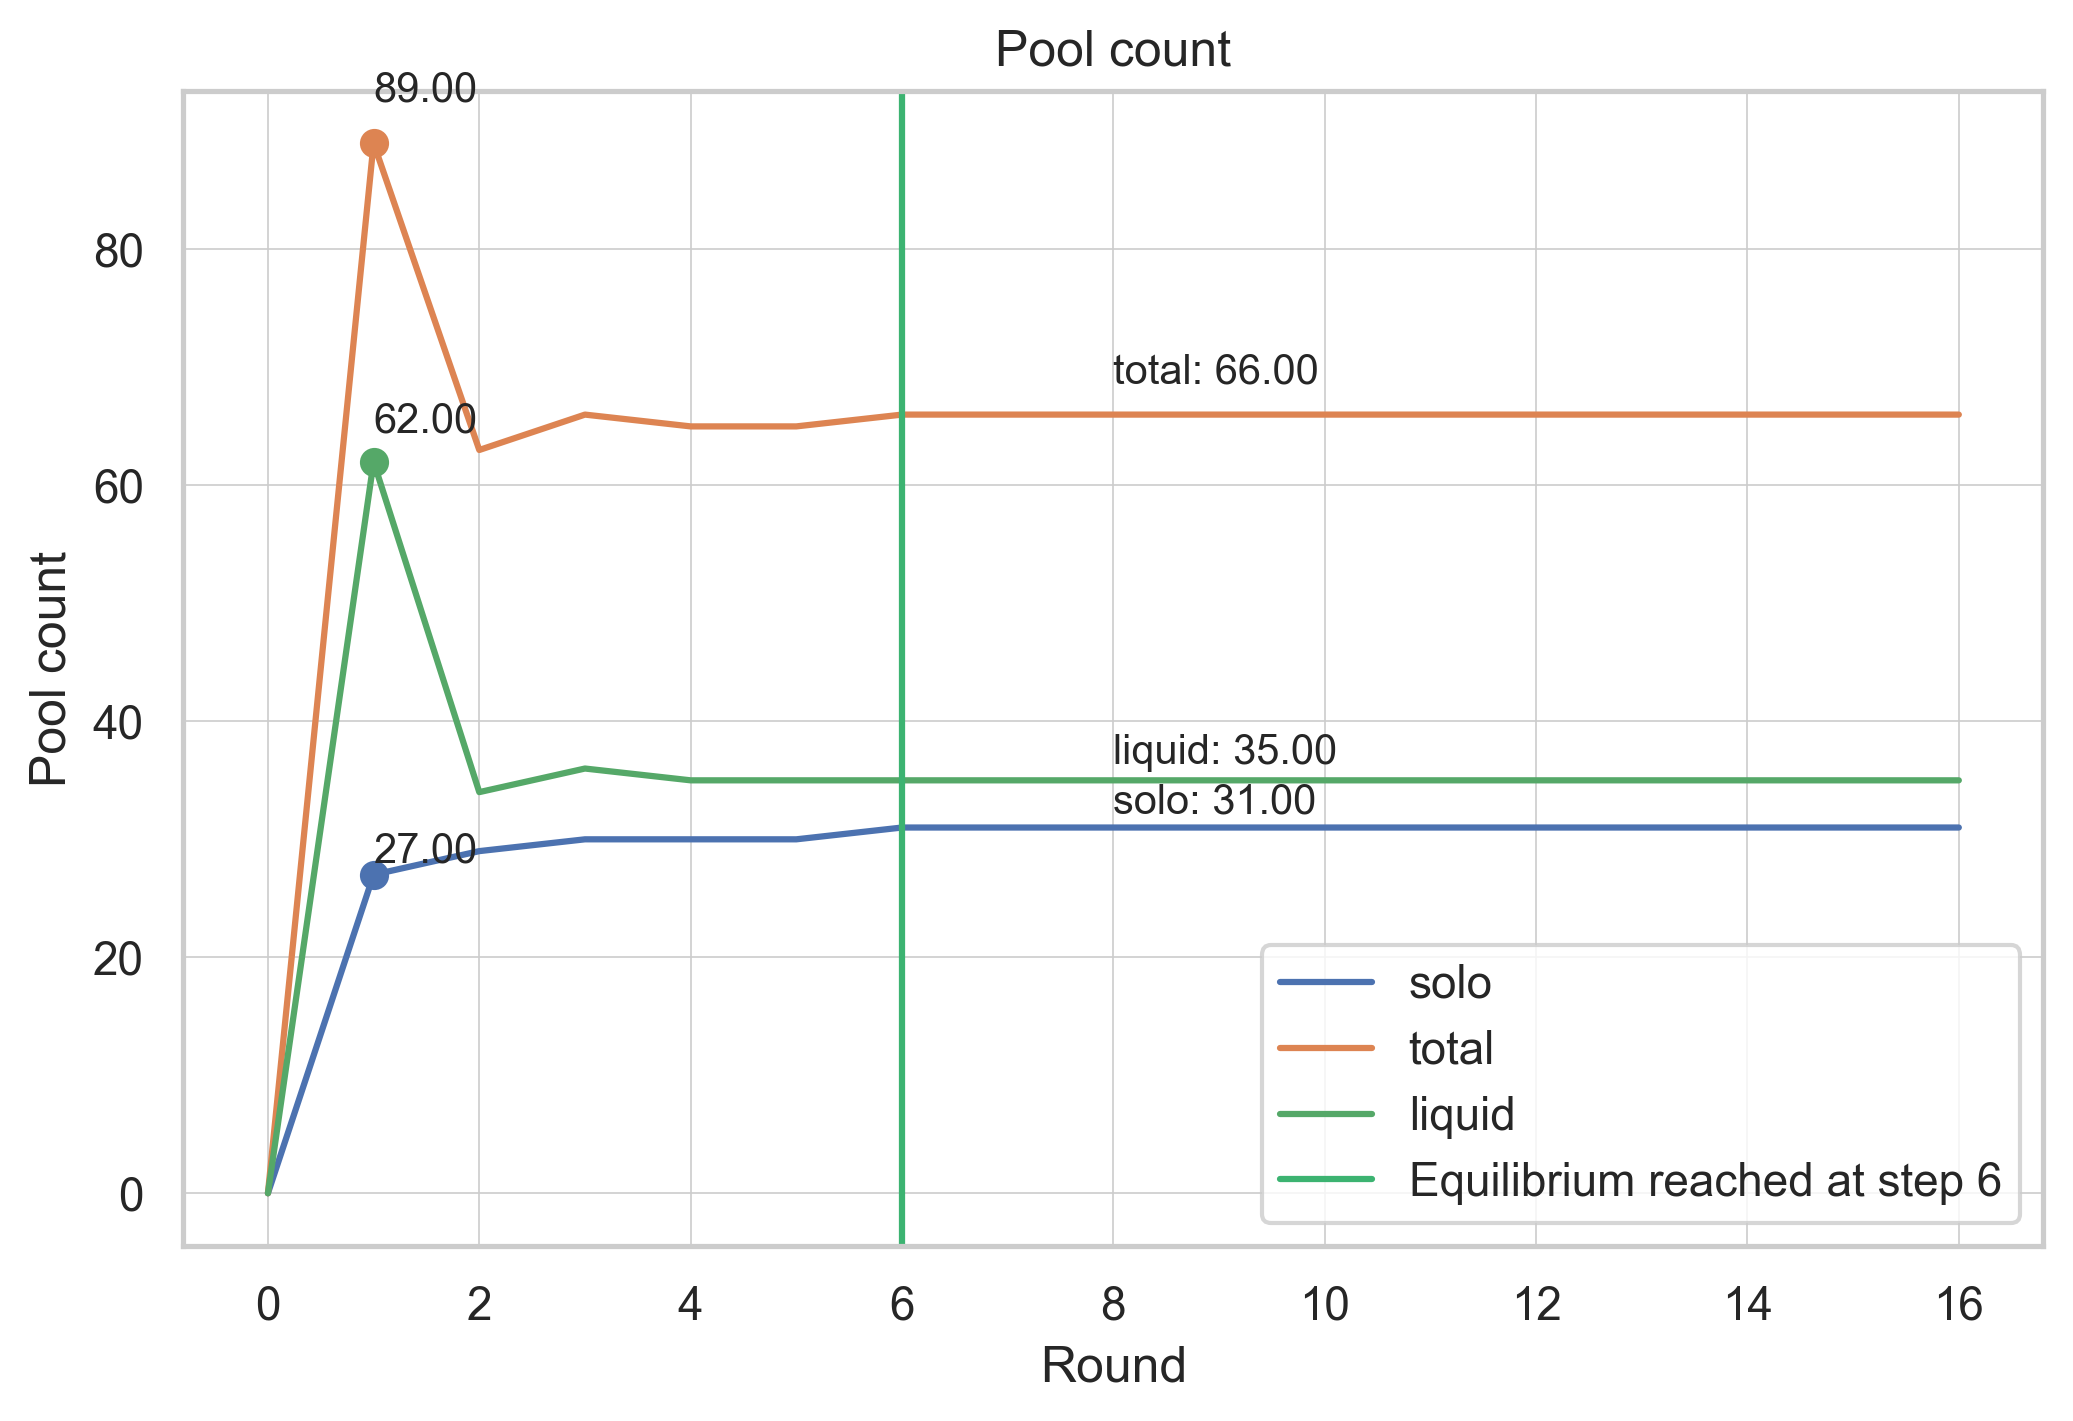 Pool count
89.00
80
total: 66.00
62.00
60
Pool count
40
liquid: 35.00
solo: 31.00
27.00
20
0
solo
total
liquid
Equilibrium reached at step 6
0 2 4 6 8 10 12 14 16
Round